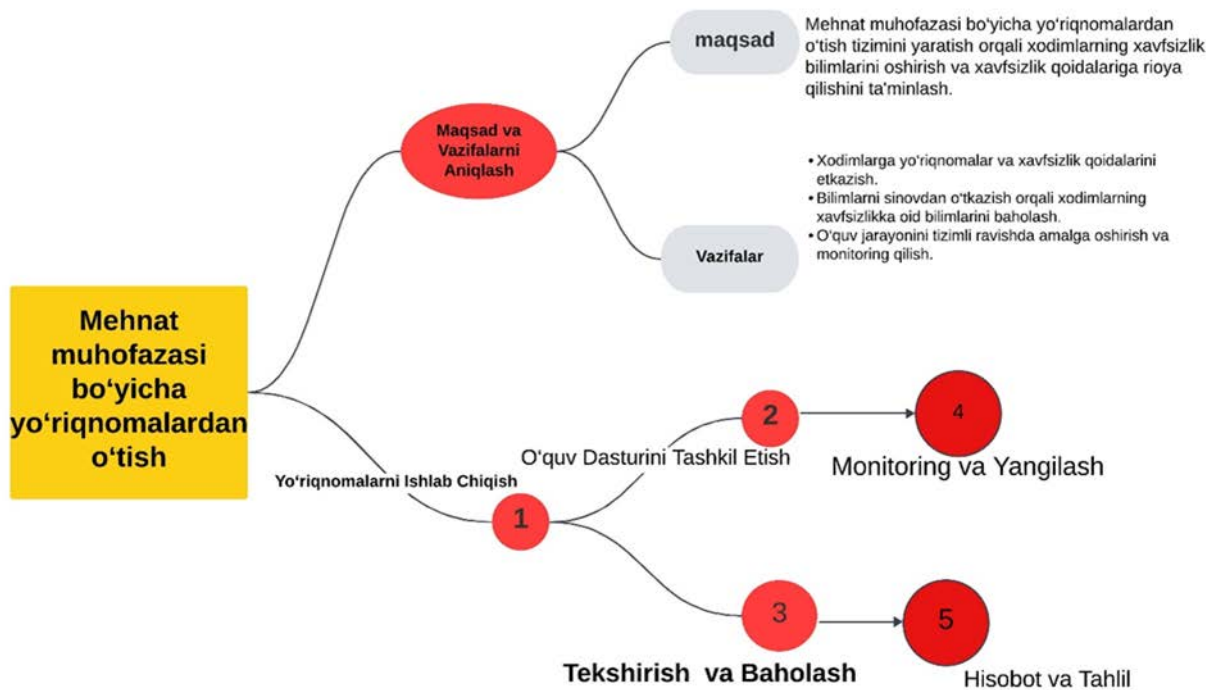 maqsad
Mehnat muhofazasi bo'yicha yo'riqnomalardan
o'tish tizimini yaratish orqali xodimlarning xavfsizlik
bilimlarini oshirish va xavfsizlik qoidalariga rioya
qilishini ta'minlash.
Maqsad va
Vazifalarni
Aniqlash
• Xodimlarga yo'riqnomalar va xavfsizlik qoidalarini
etkazish.
• Bilimlarni sinovdan o'tkazish orqali xodimlarning
xavfsizlikka oid bilimlarini baholash.
• O'quv jarayonini tizimli ravishda amalga oshirish va
monitoring qilish.
Vazifalar
Mehnat
muhofazasi
bo'yicha
yo'riqnomalardan
o'tish
Yo'riqnomalarni Ishlab Chiqish
1
2
O'quv Dasturini Tashkil Etish
4
Monitoring va Yangilash
3
Tekshirish va Baholash
5
Hisobot va Tahlil